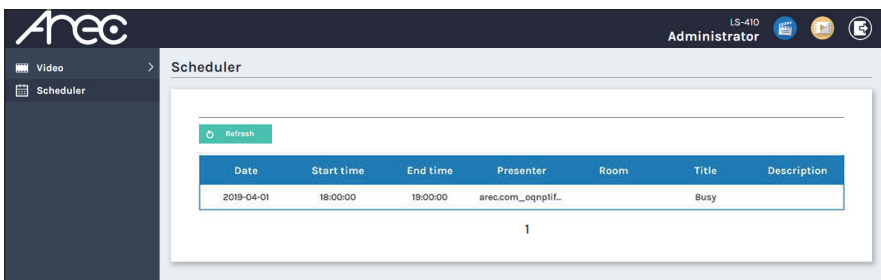 Arec
LS-410
Administrator
Video
Scheduler
Scheduler
Refresh
Date Start time End time Presenter Room Title Description
2019-04-01 18:00:00 19:00:00 arec.com_oqnp1if... Busy
1